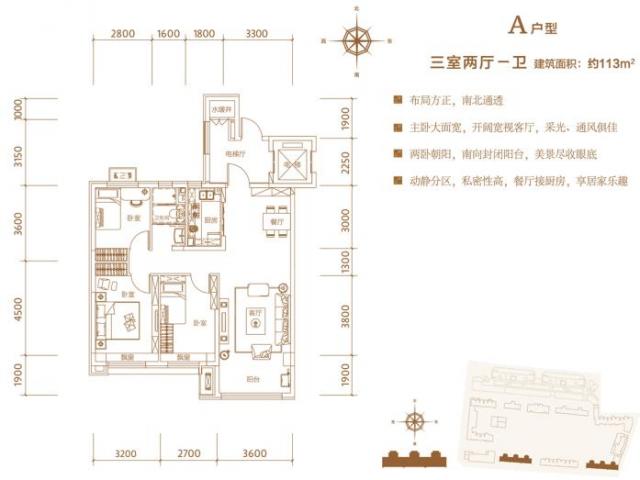 A户型
三室两厅一卫 建筑面积：约113m²
布局方正，南北通透
主卧大面宽，开阔宽视客厅，采光、通风俱佳
两卧朝阳，南向封闭阳台，美景尽收眼底
动静分区，私密性高，餐厅接厨房，享居家乐趣
北
西
东
南
2800
1600
1800
3300
1000
3150
3600
4500
1900
1900
2250
3000
1300
3800
1900
水暖井
电梯厅
电梯
卧室
卫生间
厨房
餐厅
卧室
卧室
客厅
飘窗
飘窗
阳台
3200
2700
3600